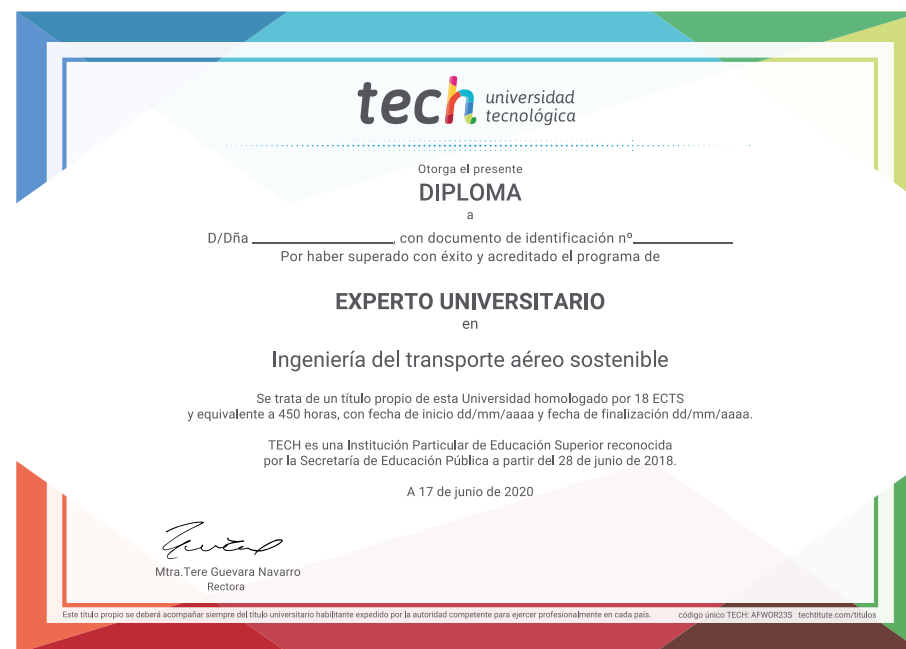 tech universidad
tecnológica
Otorga el presente
DIPLOMA
a
D/Dña ____________________, con documento de identificación nº______________
Por haber superado con éxito y acreditado el programa de
EXPERTO UNIVERSITARIO
en
Ingeniería del transporte aéreo sostenible
Se trata de un título propio de esta Universidad homologado por 18 ECTS
y equivalente a 450 horas, con fecha de inicio dd/mm/aaaa y fecha de finalización dd/mm/aaaa.
TECH es una Institución Particular de Educación Superior reconocida
por la Secretaría de Educación Pública a partir del 28 de junio de 2018.
A 17 de junio de 2020
Mtra.Tere Guevara Navarro
Rectora
Este título propio se deberá acompañar siempre del título universitario habilitante expedido por la autoridad competente para ejercer profesionalmente en cada país. código único TECH: AFWOR23S techtitute.com/titulos